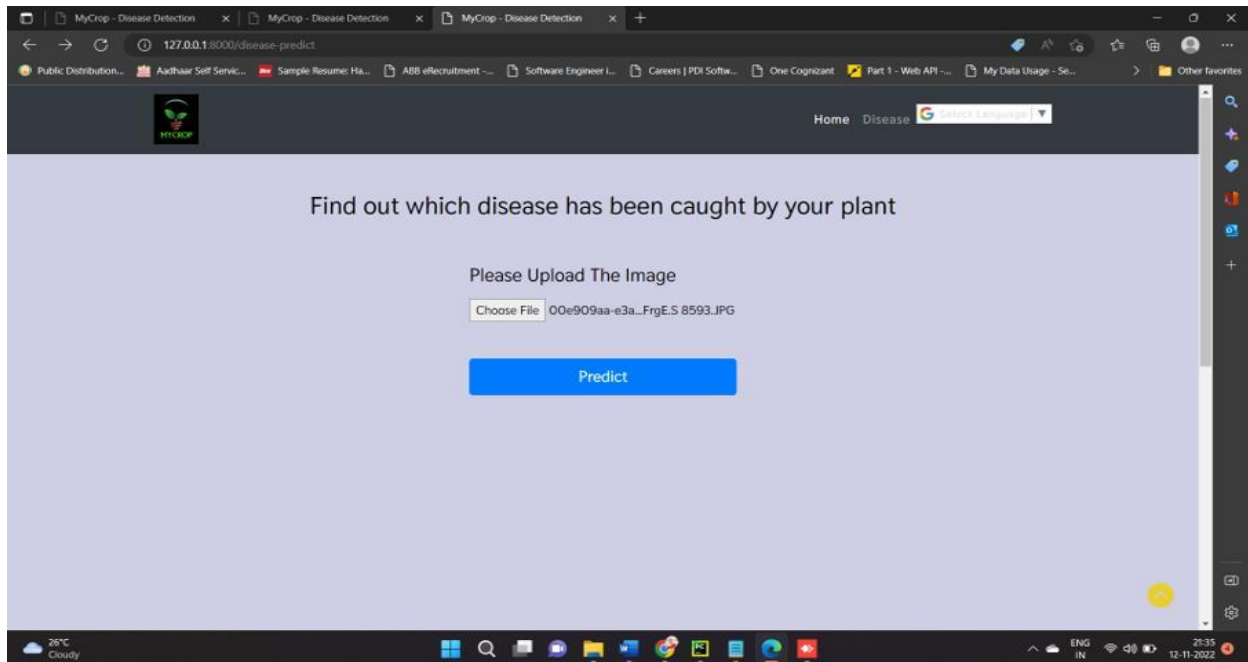 MyCrop - Disease Detection
MyCrop - Disease Detection
MyCrop - Disease Detection
127.0.0.1:8000/disease-predict
Public Distribution... Aadhaar Self Servic... Sample Resume: Ha... ABB eRecruitment -... Software Engineer i... Careers | PDI Softw... One Cognizant Part 1 - Web API -... My Data Usage - Se... Other favorites
MYCROP
Home Disease Select Language ▼
Find out which disease has been caught by your plant
Please Upload The Image
Choose File 00e909aa-e3a...FrgE.S 8593.JPG
Predict
26°C
Cloudy
ENG
IN
21:35
12-11-2022